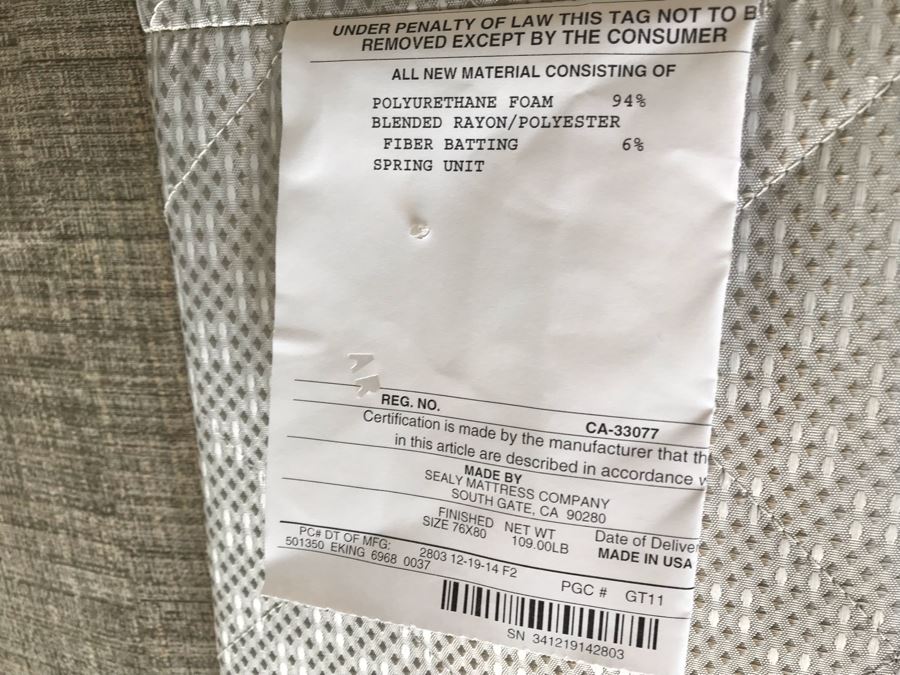 UNDER PENALTY OF LAW THIS TAG NOT TO B
REMOVED EXCEPT BY THE CONSUMER
ALL NEW MATERIAL CONSISTING OF
POLYURETHANE FOAM 94%
BLENDED RAYON/POLYESTER
FIBER BATTING 6%
SPRING UNIT
REG. NO. CA-33077
Certification is made by the manufacturer that th
in this article are described in accordance w
MADE BY
SEALY MATTRESS COMPANY
SOUTH GATE, CA 90280
FINISHED NET WT Date of Deliver
SIZE 76X80 109.00LB MADE IN USA
PC# DT OF MFG: 2803 12-19-14 F2 PGC # GT11
501350 EKING 6968 0037
SN 341219142803